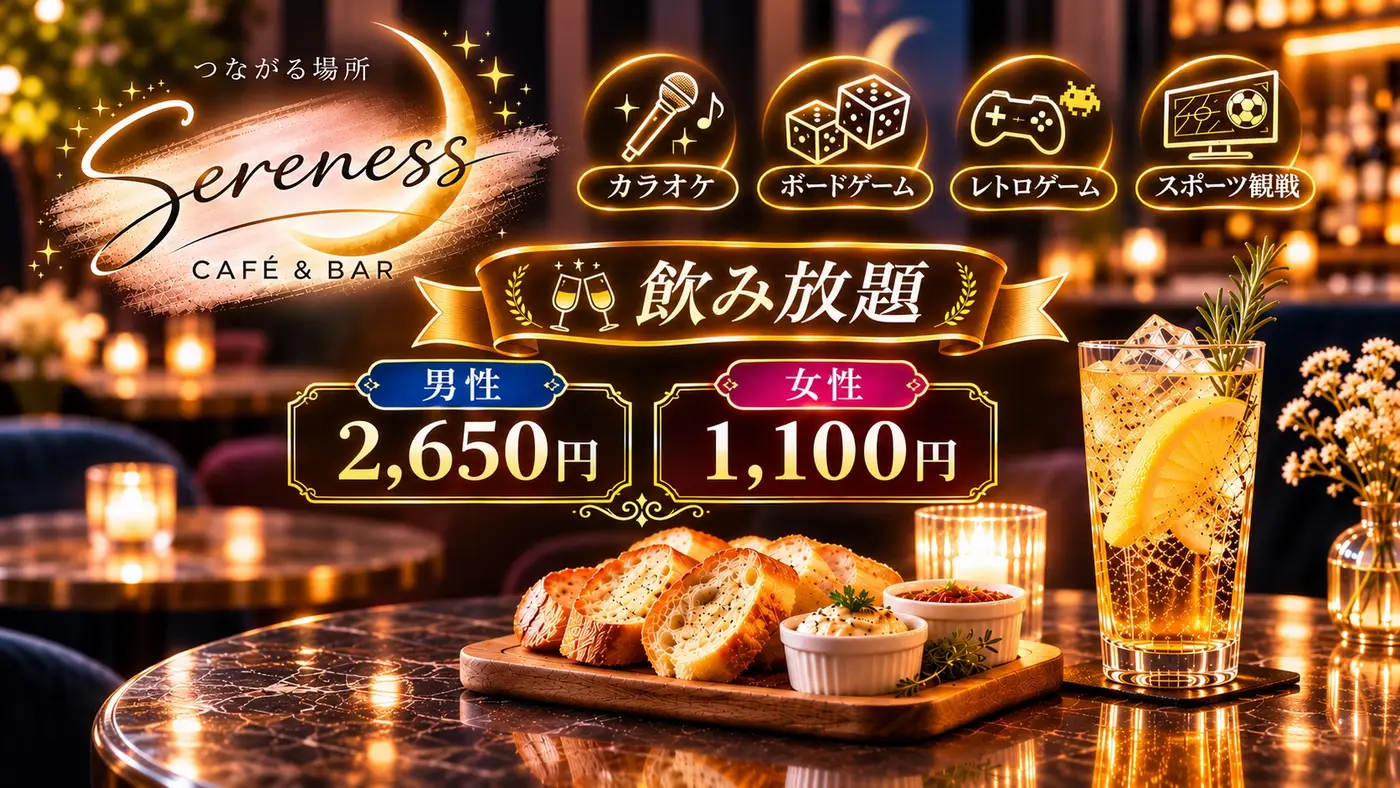 つながる場所
Sereness
CAFÉ & BAR
カラオケ
ボードゲーム
レトロゲーム
スポーツ観戦
飲み放題
男性
2,650円
女性
1,100円